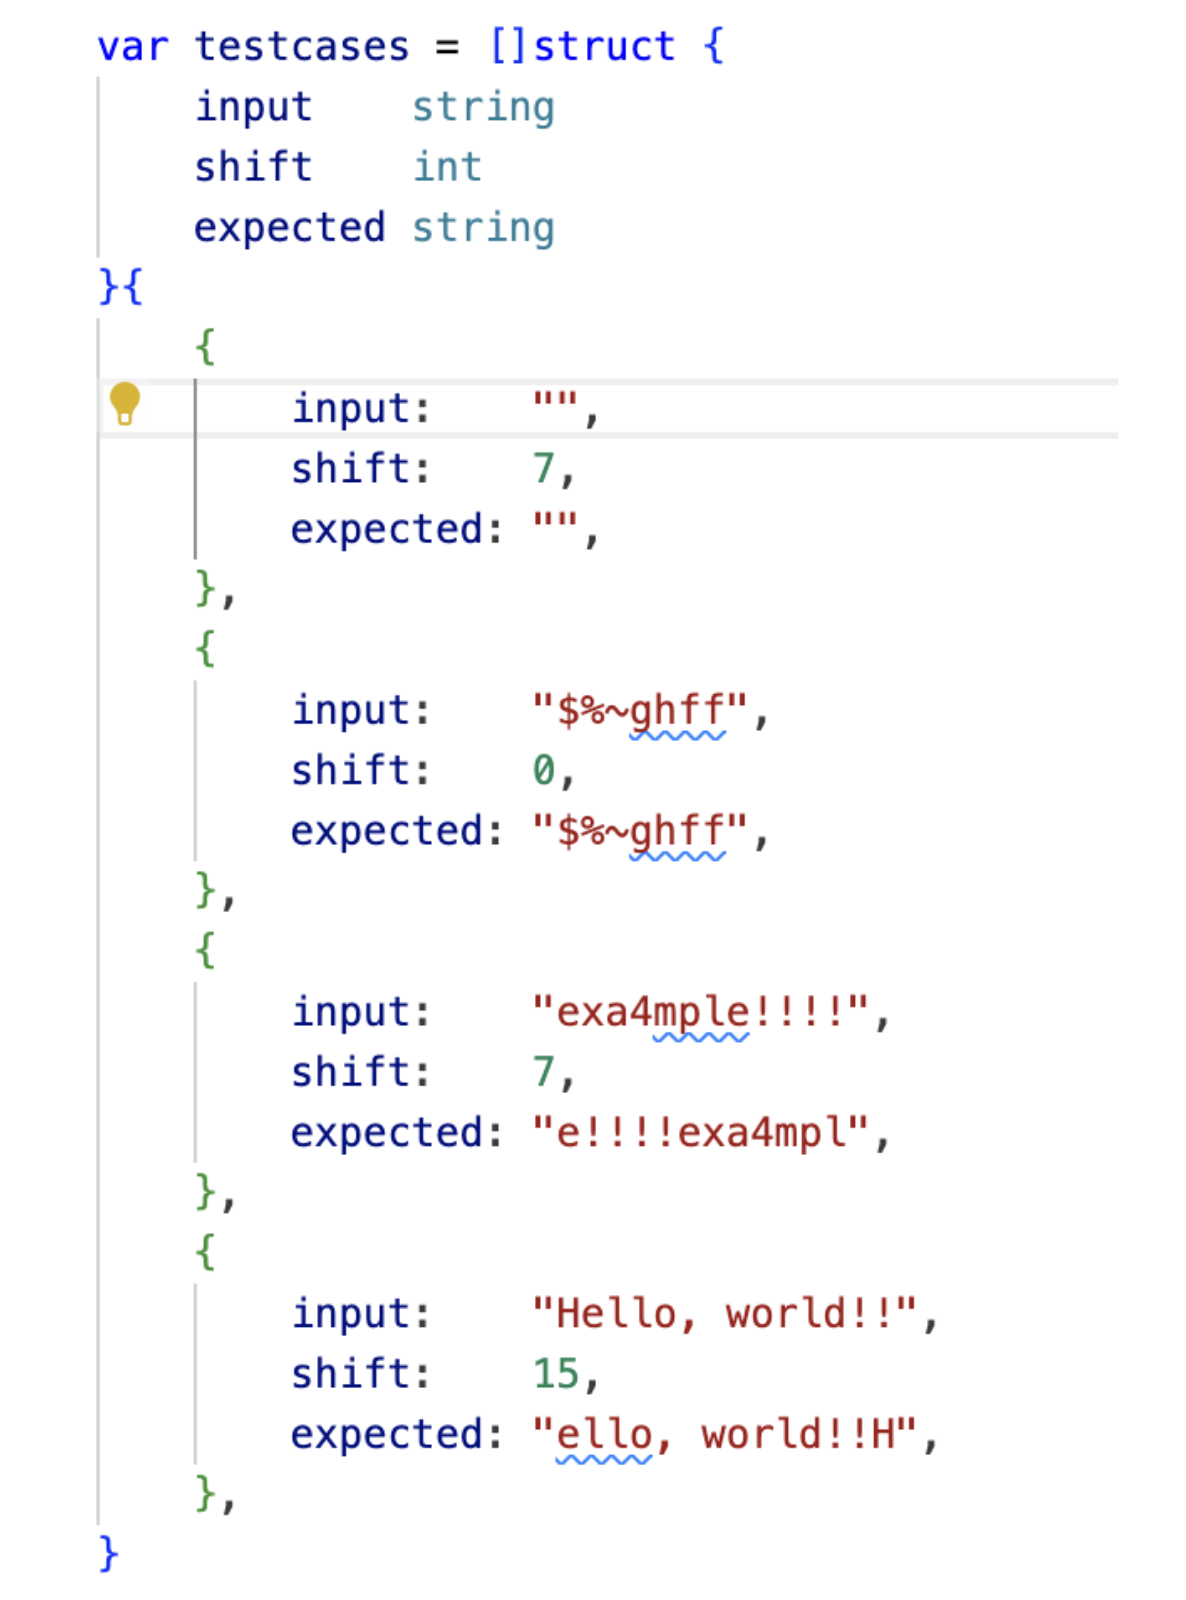 var testcases = []struct {
    input    string
    shift    int
    expected string
}{
    {
        input:    "",
        shift:    7,
        expected: "",
    },
    {
        input:    "$%~ghff",
        shift:    0,
        expected: "$%~ghff",
    },
    {
        input:    "exa4mple!!!!",
        shift:    7,
        expected: "e!!!!exa4mpl",
    },
    {
        input:    "Hello, world!!",
        shift:    15,
        expected: "ello, world!!H",
    },
}